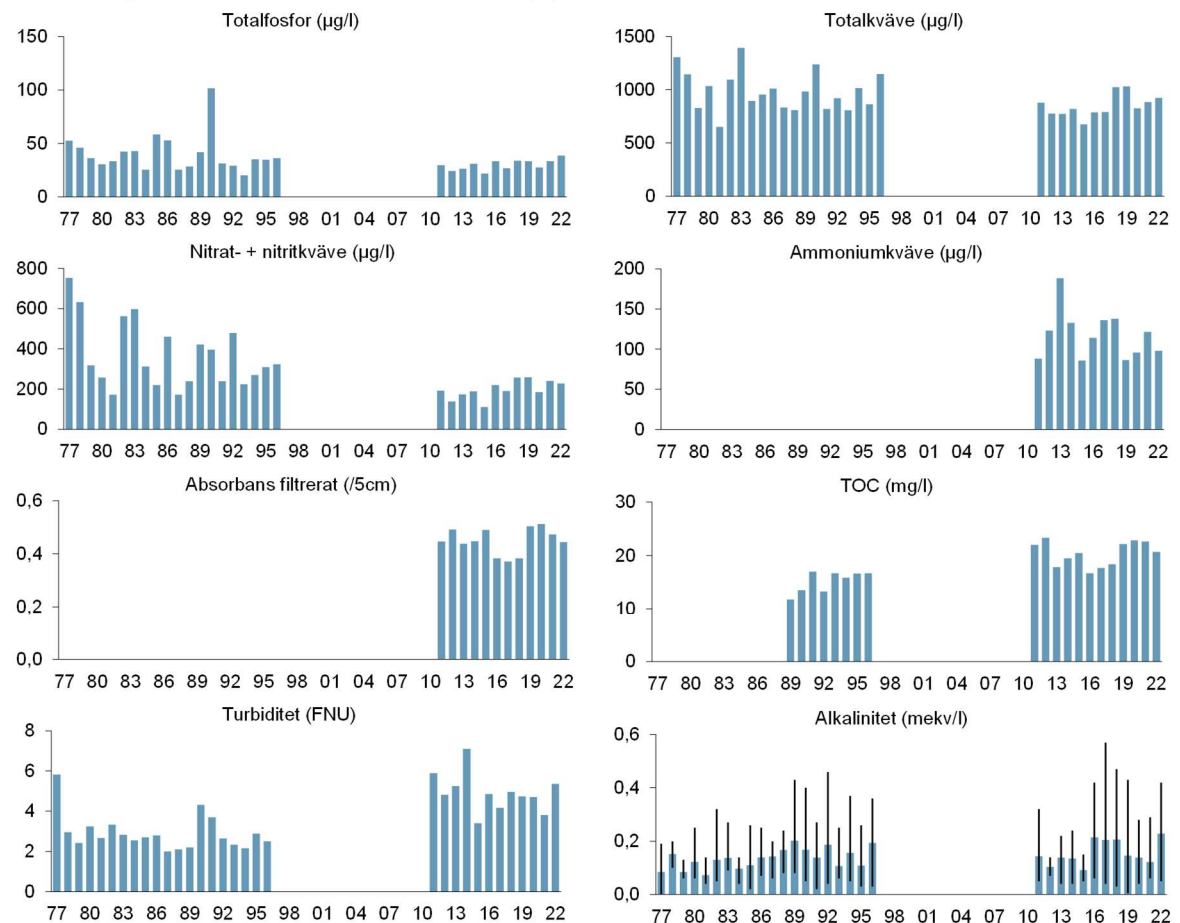 Totalfosfor (µg/l)
150
100
50
0
77 80 83 86 89 92 95 98 01 04 07 10 13 16 19 22
Totalkväve (µg/l)
1500
1000
500
0
77 80 83 86 89 92 95 98 01 04 07 10 13 16 19 22
Nitrat- + nitritkväve (µg/l)
800
600
400
200
0
77 80 83 86 89 92 95 98 01 04 07 10 13 16 19 22
Ammoniumkväve (µg/l)
200
150
100
50
0
77 80 83 86 89 92 95 98 01 04 07 10 13 16 19 22
Absorbans filtrerat (/5cm)
0,6
0,4
0,2
0,0
77 80 83 86 89 92 95 98 01 04 07 10 13 16 19 22
TOC (mg/l)
30
20
10
0
77 80 83 86 89 92 95 98 01 04 07 10 13 16 19 22
Turbiditet (FNU)
8
6
4
2
0
77 80 83 86 89 92 95 98 01 04 07 10 13 16 19 22
Alkalinitet (mekv/l)
0,6
0,4
0,2
0,0
77 80 83 86 89 92 95 98 01 04 07 10 13 16 19 22